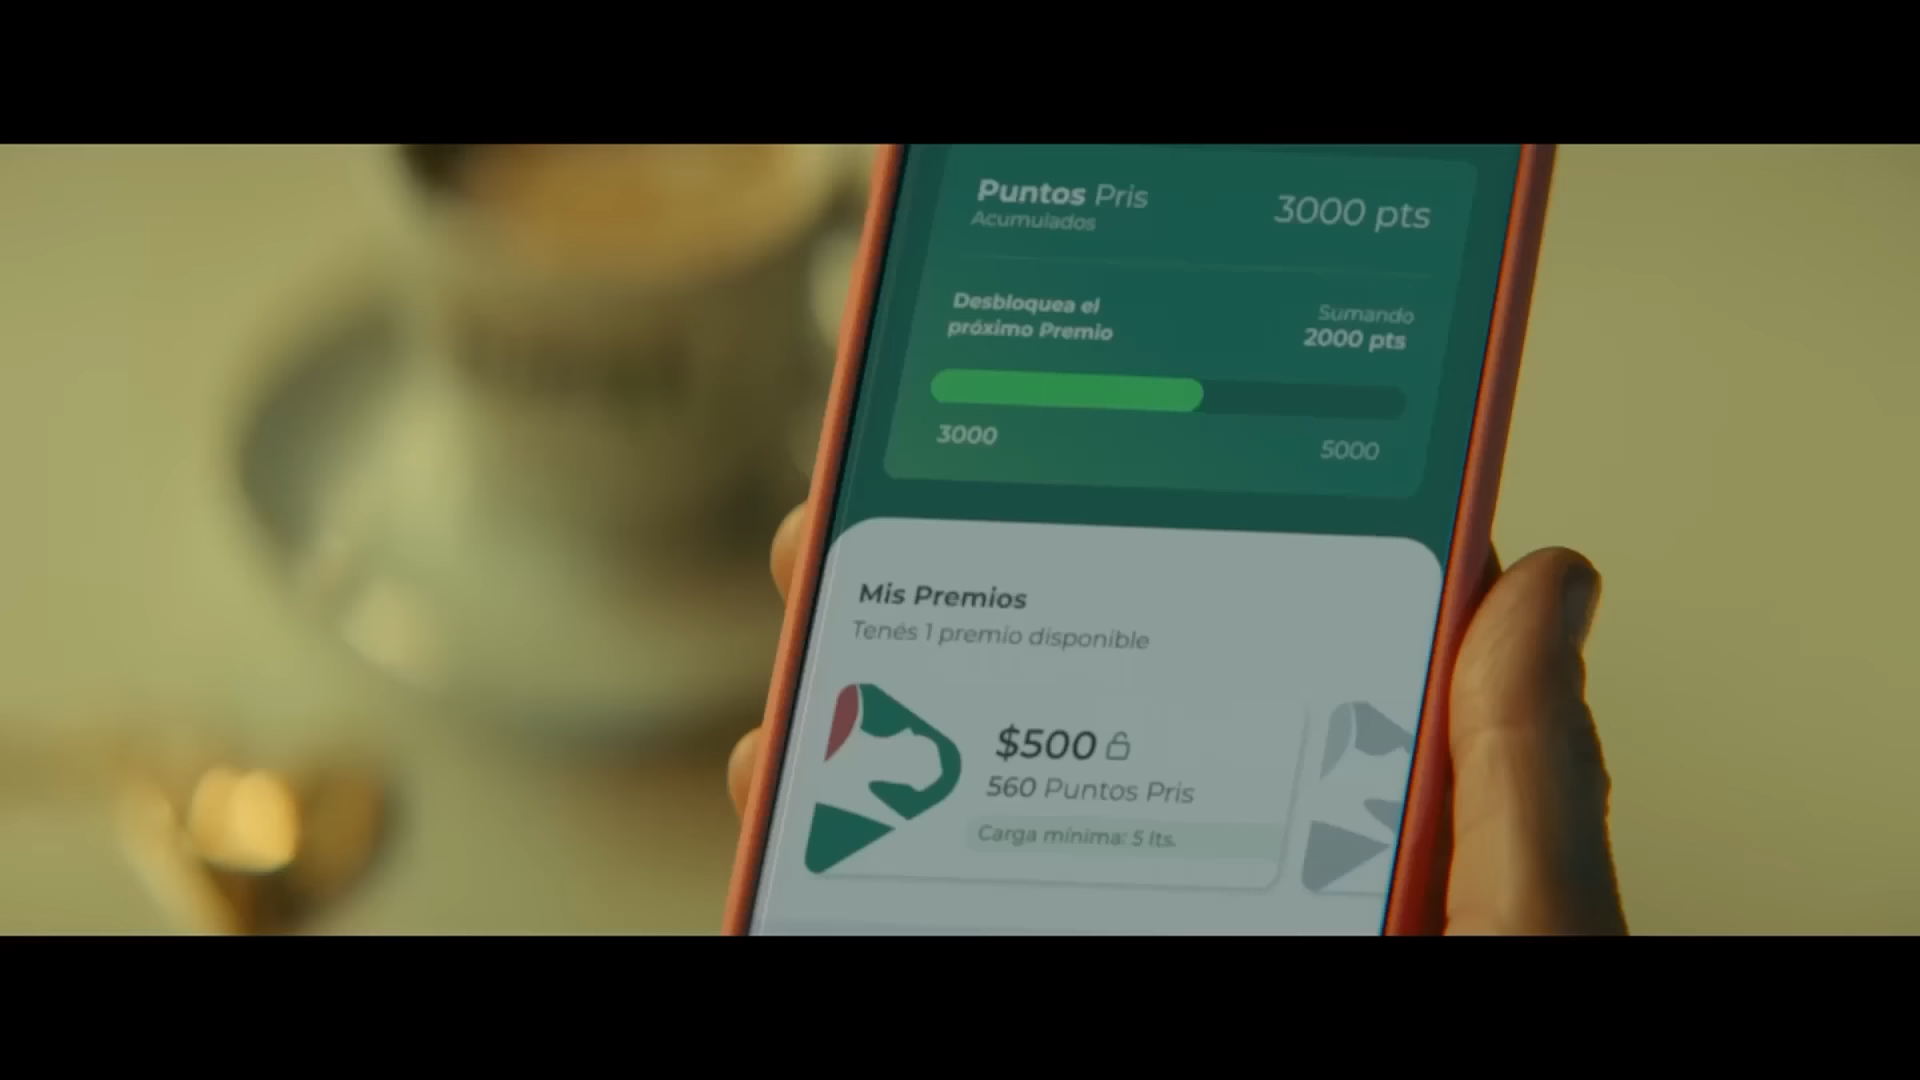 Puntos Pris
Acumulados
3000 pts
Desbloquea el
próximo Premio
Sumando
2000 pts
3000
5000
Mis Premios
Tenés 1 premio disponible
$500
560 Puntos Pris
Carga mínima: 5 lts.